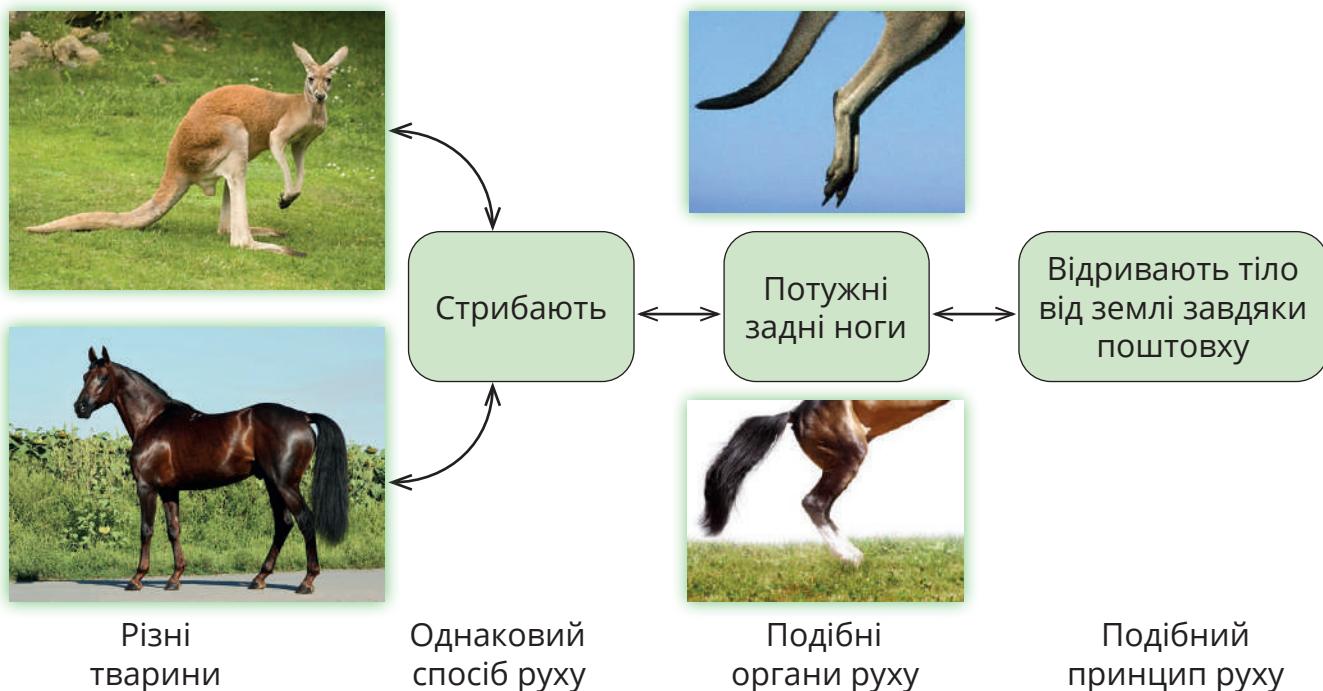 Стрибають
Потужні
задні ноги
Відривають тіло
від землі завдяки
поштовху
Різні
тварини
Однаковий
спосіб руху
Подібні
органи руху
Подібний
принцип руху